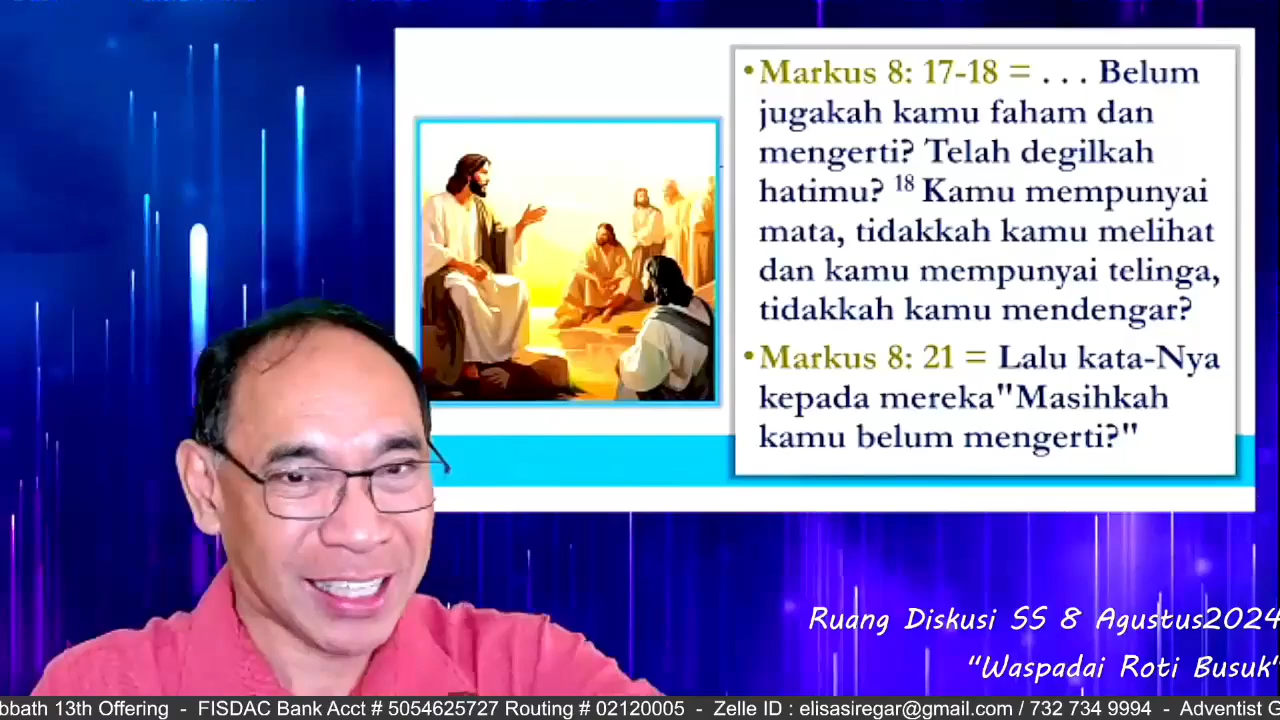 •Markus 8: 17-18 = . . . Belum
jugakah kamu faham dan
mengerti? Telah degilkah
hatimu? 18 Kamu mempunyai
mata, tidakkah kamu melihat
dan kamu mempunyai telinga,
tidakkah kamu mendengar?
•Markus 8: 21 = Lalu kata-Nya
kepada mereka"Masihkah
kamu belum mengerti?"
Ruang Diskusi SS 8 Agustus2024
"Waspadai Roti Busuk"
bbath 13th Offering - FISDAC Bank Acct # 5054625727 Routing # 02120005 - Zelle ID : elisasiregar@gmail.com / 732 734 9994 - Adventist G